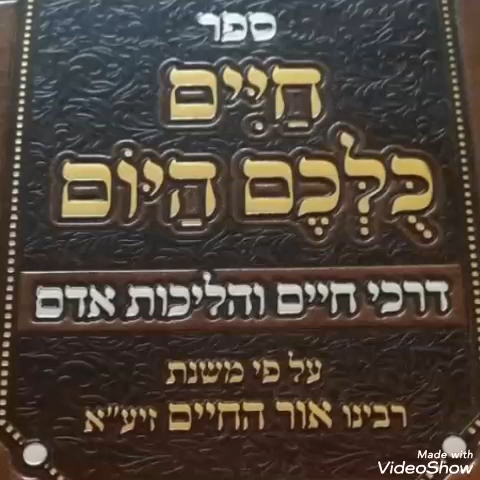 ספר
חַיִּים
כֻּלְּכֶם הַיּוֹם
דרכי חיים והליכות אדם
על פי משנת
רבינו אור החיים זיע"א
Made with
VideoShow